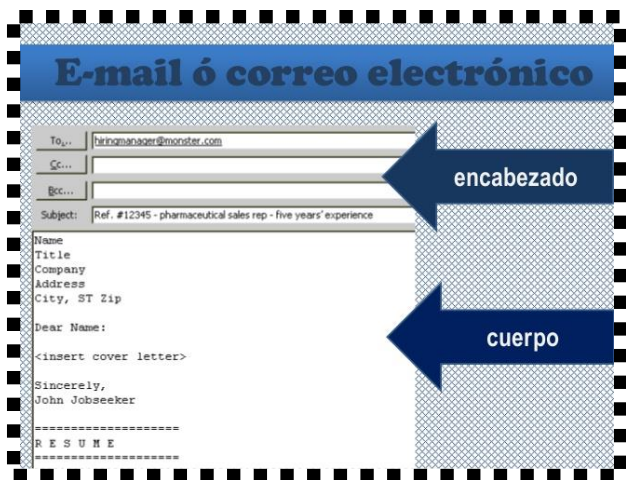 E-mail ó correo electrónico
To... hiringmanager@monster.com
Cc...
Bcc...
Subject: Ref. #12345 - pharmaceutical sales rep - five years' experience
encabezado
Name
Title
Company
Address
City, ST Zip
Dear Name:
<insert cover letter>
cuerpo
Sincerely,
John Jobseeker
====================
R E S U M E
====================